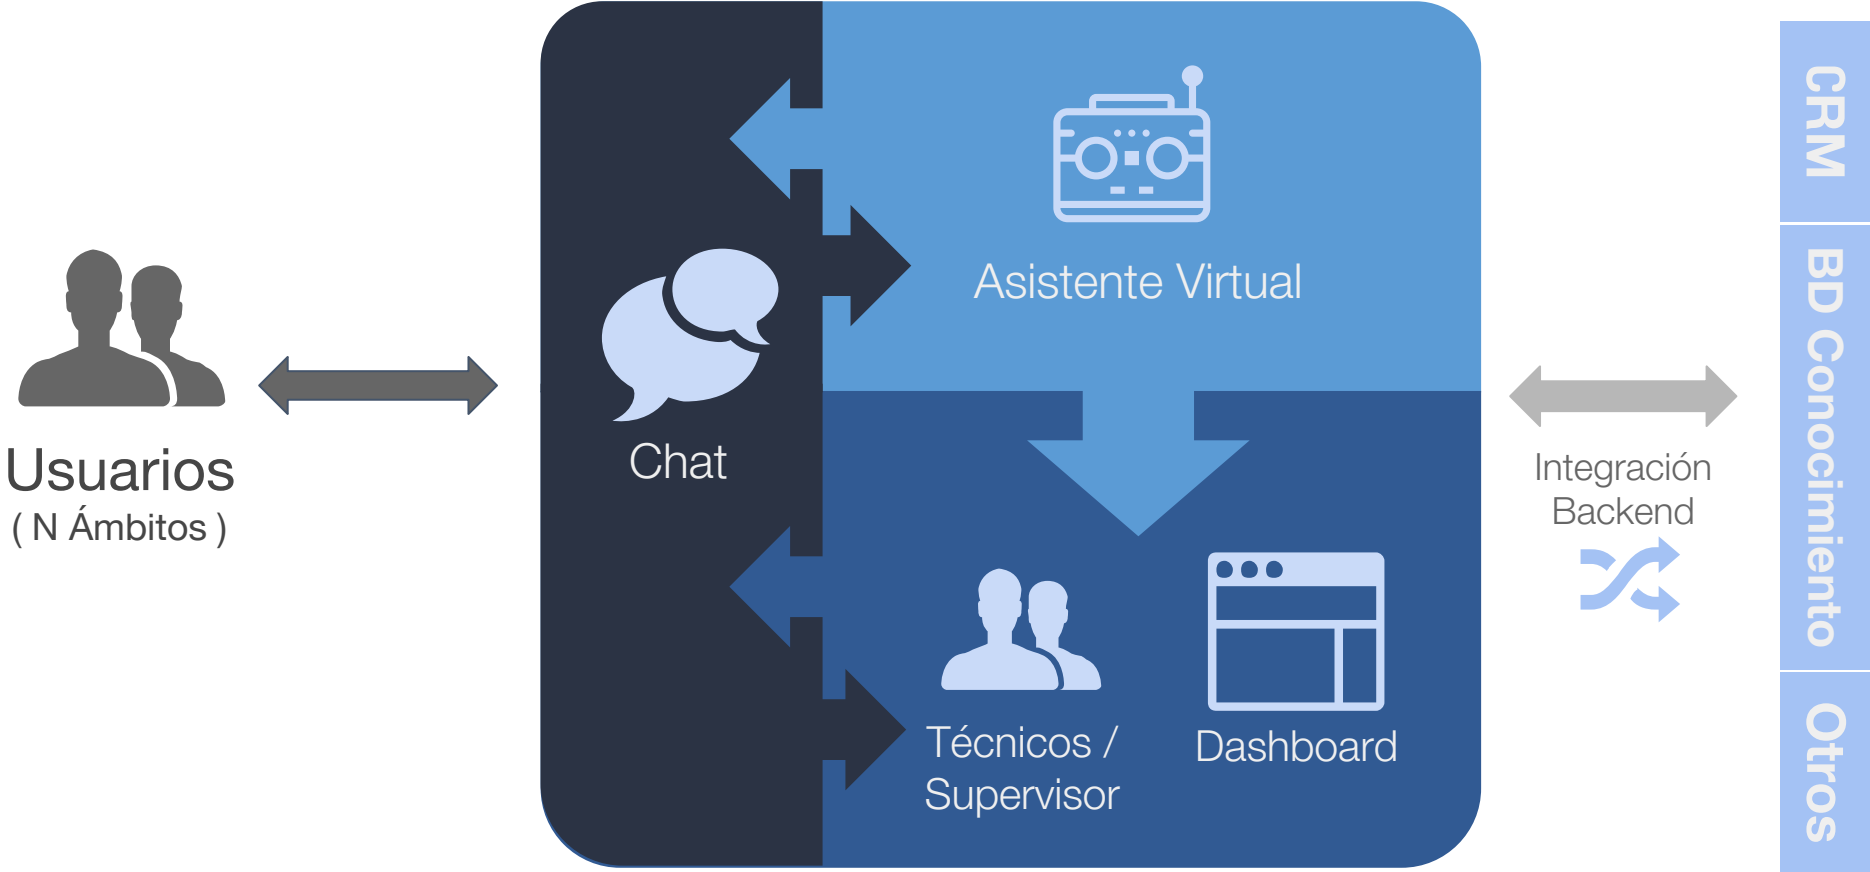 Usuarios
( N Ámbitos )
Chat
Asistente Virtual
Técnicos /
Supervisor
Dashboard
Integración
Backend
CRM
BD Conocimiento
Otros